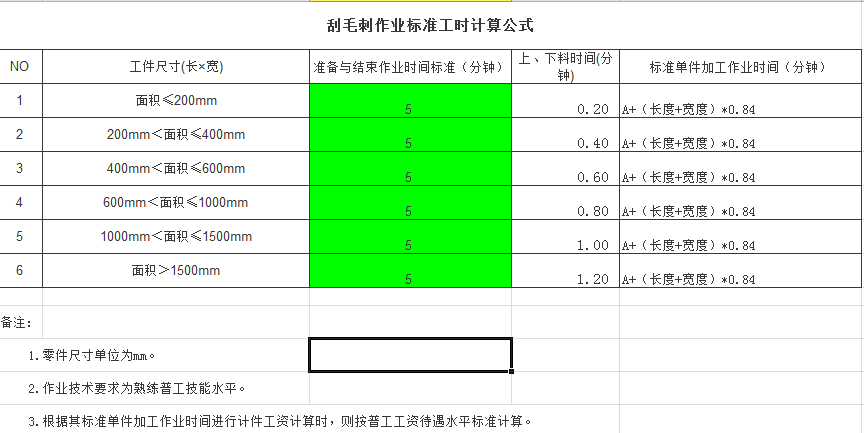 刮毛刺作业标准工时计算公式
NO 工件尺寸(长×宽) 准备与结束作业时间标准（分钟） 上、下料时间(分钟) 标准单件加工作业时间（分钟）
1 面积≤200mm 5 0.20 A+（长度+宽度）*0.84
2 200mm＜面积≤400mm 5 0.40 A+（长度+宽度）*0.84
3 400mm＜面积≤600mm 5 0.60 A+（长度+宽度）*0.84
4 600mm＜面积≤1000mm 5 0.80 A+（长度+宽度）*0.84
5 1000mm＜面积≤1500mm 5 1.00 A+（长度+宽度）*0.84
6 面积＞1500mm 5 1.20 A+（长度+宽度）*0.84
备注：
1.零件尺寸单位为mm。
2.作业技术要求为熟练普工技能水平。
3.根据其标准单件加工作业时间进行计件工资计算时，则按普工工资待遇水平标准计算。